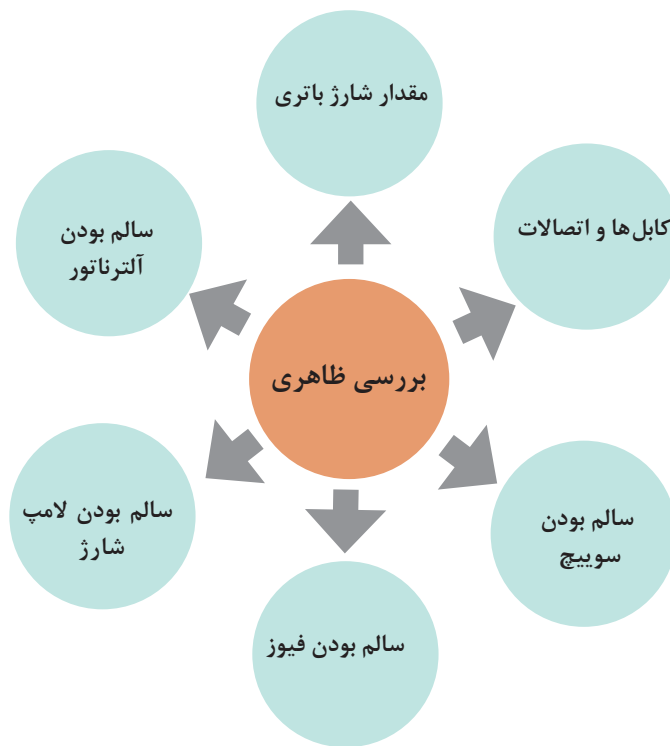 مقدار شارژ باتری
کابل‌ها و اتصالات
سالم بودن
آلترناتور
بررسی ظاهری
سالم بودن لامپ
شارژ
سالم بودن
سوییچ
سالم بودن فیوز